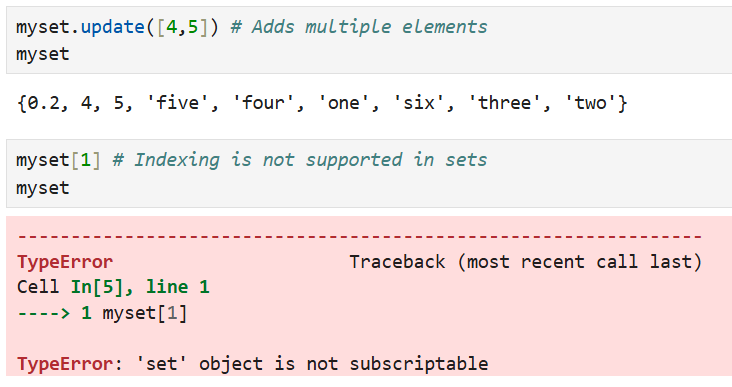 myset.update([4,5]) # Adds multiple elements
myset
{0.2, 4, 5, 'five', 'four', 'one', 'six', 'three', 'two'}
myset[1] # Indexing is not supported in sets
myset
---------------------------------------------------------------------------
TypeError                                 Traceback (most recent call last)
Cell In[5], line 1
----> 1 myset[1]
TypeError: 'set' object is not subscriptable